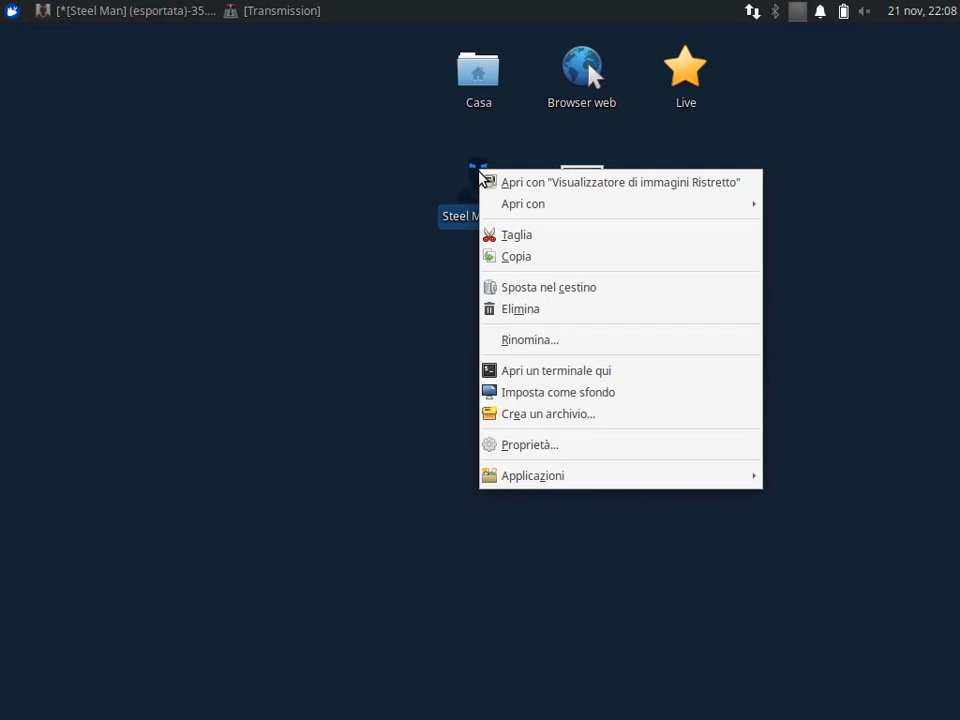 [*[Steel Man] (esportata)-35.... [Transmission] 21 nov, 22:08
Casa
Browser web
Live
Steel M
Apri con "Visualizzatore di immagini Ristretto"
Apri con
Taglia
Copia
Sposta nel cestino
Elimina
Rinomina...
Apri un terminale qui
Imposta come sfondo
Crea un archivio...
Proprietà...
Applicazioni